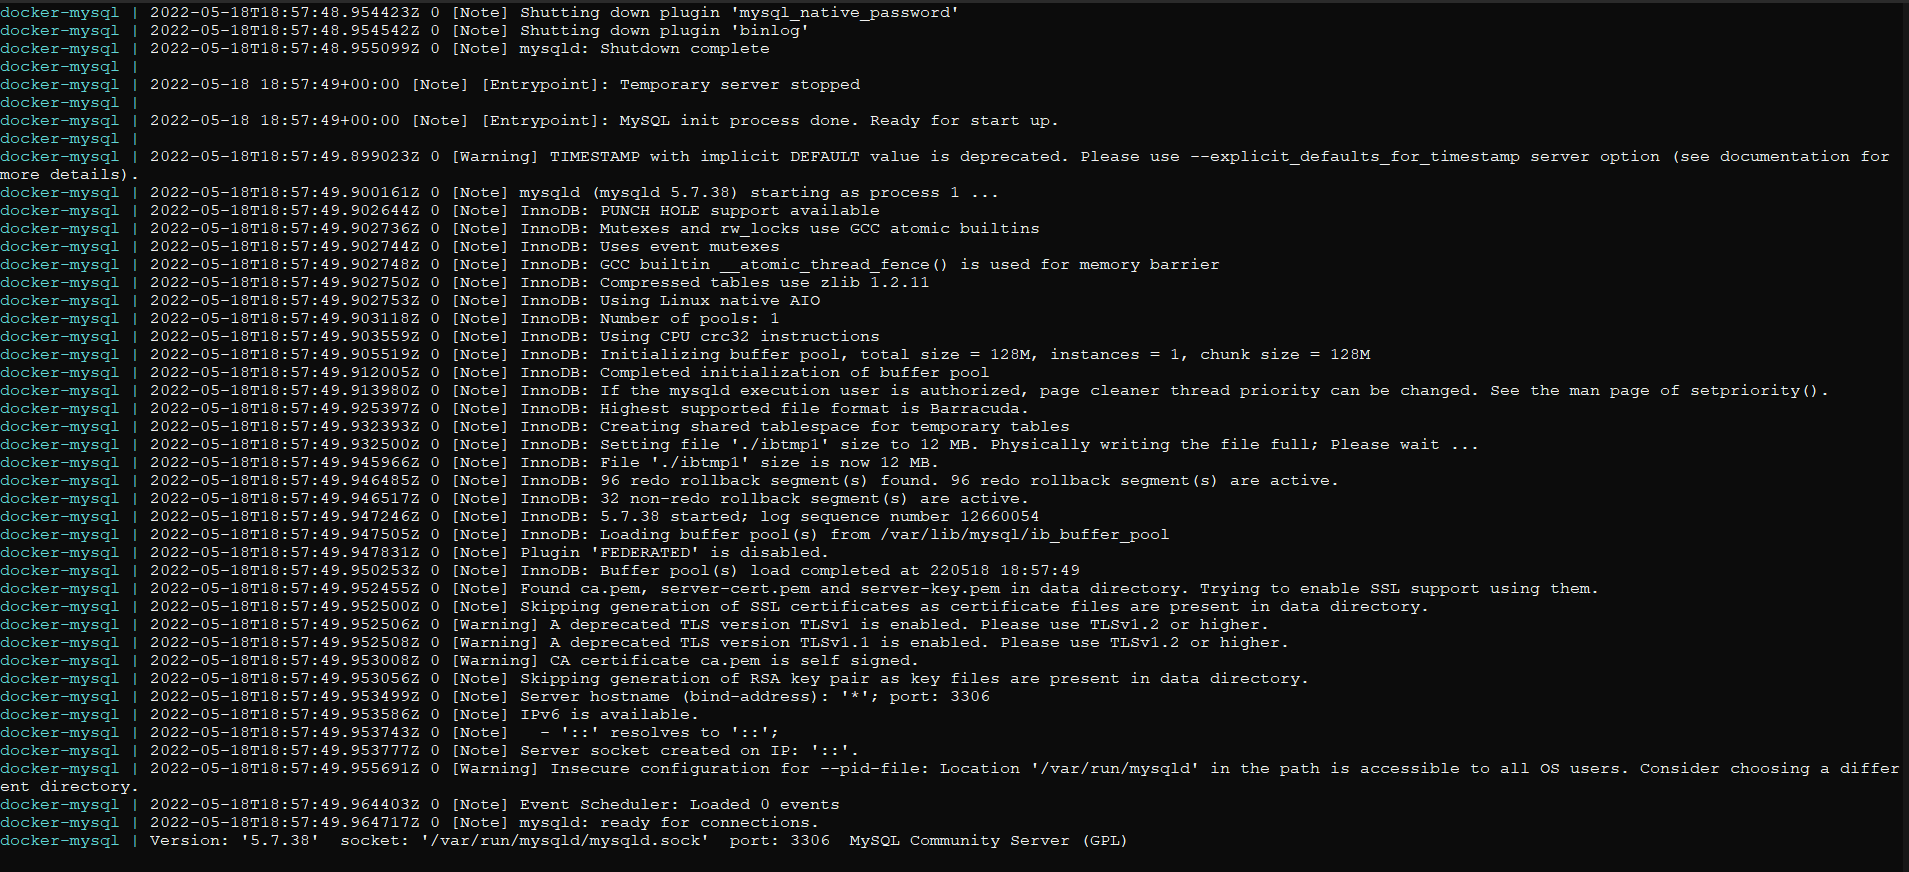 docker-mysql | 2022-05-18T18:57:48.954423Z 0 [Note] Shutting down plugin 'mysql_native_password'
docker-mysql | 2022-05-18T18:57:48.954542Z 0 [Note] Shutting down plugin 'binlog'
docker-mysql | 2022-05-18T18:57:48.955099Z 0 [Note] mysqld: Shutdown complete
docker-mysql |
docker-mysql | 2022-05-18 18:57:49+00:00 [Note] [Entrypoint]: Temporary server stopped
docker-mysql |
docker-mysql | 2022-05-18 18:57:49+00:00 [Note] [Entrypoint]: MySQL init process done. Ready for start up.
docker-mysql |
docker-mysql | 2022-05-18T18:57:49.899023Z 0 [Warning] TIMESTAMP with implicit DEFAULT value is deprecated. Please use --explicit_defaults_for_timestamp server option (see documentation for
more details).
docker-mysql | 2022-05-18T18:57:49.900161Z 0 [Note] mysqld (mysqld 5.7.38) starting as process 1 ...
docker-mysql | 2022-05-18T18:57:49.902644Z 0 [Note] InnoDB: PUNCH HOLE support available
docker-mysql | 2022-05-18T18:57:49.902736Z 0 [Note] InnoDB: Mutexes and rw_locks use GCC atomic builtins
docker-mysql | 2022-05-18T18:57:49.902744Z 0 [Note] InnoDB: Uses event mutexes
docker-mysql | 2022-05-18T18:57:49.902748Z 0 [Note] InnoDB: GCC builtin __atomic_thread_fence() is used for memory barrier
docker-mysql | 2022-05-18T18:57:49.902750Z 0 [Note] InnoDB: Compressed tables use zlib 1.2.11
docker-mysql | 2022-05-18T18:57:49.902753Z 0 [Note] InnoDB: Using Linux native AIO
docker-mysql | 2022-05-18T18:57:49.903118Z 0 [Note] InnoDB: Number of pools: 1
docker-mysql | 2022-05-18T18:57:49.903559Z 0 [Note] InnoDB: Using CPU crc32 instructions
docker-mysql | 2022-05-18T18:57:49.905519Z 0 [Note] InnoDB: Initializing buffer pool, total size = 128M, instances = 1, chunk size = 128M
docker-mysql | 2022-05-18T18:57:49.912005Z 0 [Note] InnoDB: Completed initialization of buffer pool
docker-mysql | 2022-05-18T18:57:49.913980Z 0 [Note] InnoDB: If the mysqld execution user is authorized, page cleaner thread priority can be changed. See the man page of setpriority().
docker-mysql | 2022-05-18T18:57:49.925397Z 0 [Note] InnoDB: Highest supported file format is Barracuda.
docker-mysql | 2022-05-18T18:57:49.932393Z 0 [Note] InnoDB: Creating shared tablespace for temporary tables
docker-mysql | 2022-05-18T18:57:49.932500Z 0 [Note] InnoDB: Setting file './ibtmp1' size to 12 MB. Physically writing the file full; Please wait ...
docker-mysql | 2022-05-18T18:57:49.945966Z 0 [Note] InnoDB: File './ibtmp1' size is now 12 MB.
docker-mysql | 2022-05-18T18:57:49.946485Z 0 [Note] InnoDB: 96 redo rollback segment(s) found. 96 redo rollback segment(s) are active.
docker-mysql | 2022-05-18T18:57:49.946517Z 0 [Note] InnoDB: 32 non-redo rollback segment(s) are active.
docker-mysql | 2022-05-18T18:57:49.947246Z 0 [Note] InnoDB: 5.7.38 started; log sequence number 12660054
docker-mysql | 2022-05-18T18:57:49.947505Z 0 [Note] InnoDB: Loading buffer pool(s) from /var/lib/mysql/ib_buffer_pool
docker-mysql | 2022-05-18T18:57:49.947831Z 0 [Note] Plugin 'FEDERATED' is disabled.
docker-mysql | 2022-05-18T18:57:49.950253Z 0 [Note] InnoDB: Buffer pool(s) load completed at 220518 18:57:49
docker-mysql | 2022-05-18T18:57:49.952455Z 0 [Note] Found ca.pem, server-cert.pem and server-key.pem in data directory. Trying to enable SSL support using them.
docker-mysql | 2022-05-18T18:57:49.952500Z 0 [Note] Skipping generation of SSL certificates as certificate files are present in data directory.
docker-mysql | 2022-05-18T18:57:49.952506Z 0 [Warning] A deprecated TLS version TLSv1 is enabled. Please use TLSv1.2 or higher.
docker-mysql | 2022-05-18T18:57:49.952508Z 0 [Warning] A deprecated TLS version TLSv1.1 is enabled. Please use TLSv1.2 or higher.
docker-mysql | 2022-05-18T18:57:49.953008Z 0 [Warning] CA certificate ca.pem is self signed.
docker-mysql | 2022-05-18T18:57:49.953056Z 0 [Note] Skipping generation of RSA key pair as key files are present in data directory.
docker-mysql | 2022-05-18T18:57:49.953499Z 0 [Note] Server hostname (bind-address): '*'; port: 3306
docker-mysql | 2022-05-18T18:57:49.953586Z 0 [Note] IPv6 is available.
docker-mysql | 2022-05-18T18:57:49.953743Z 0 [Note]   - '::' resolves to '::';
docker-mysql | 2022-05-18T18:57:49.953777Z 0 [Note] Server socket created on IP: '::'.
docker-mysql | 2022-05-18T18:57:49.955691Z 0 [Warning] Insecure configuration for --pid-file: Location '/var/run/mysqld' in the path is accessible to all OS users. Consider choosing a differ
ent directory.
docker-mysql | 2022-05-18T18:57:49.964403Z 0 [Note] Event Scheduler: Loaded 0 events
docker-mysql | 2022-05-18T18:57:49.964717Z 0 [Note] mysqld: ready for connections.
docker-mysql | Version: '5.7.38'  socket: '/var/run/mysqld/mysqld.sock'  port: 3306  MySQL Community Server (GPL)